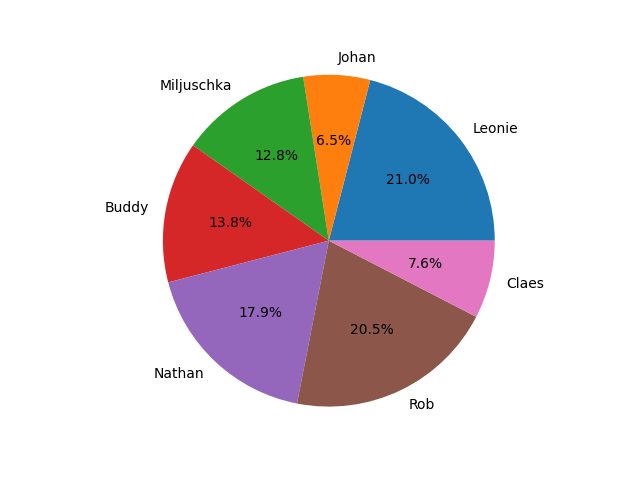 Johan
Miljuschka
Leonie
6.5%
12.8%
21.0%
Buddy
13.8%
7.6%
Claes
17.9%
20.5%
Nathan
Rob